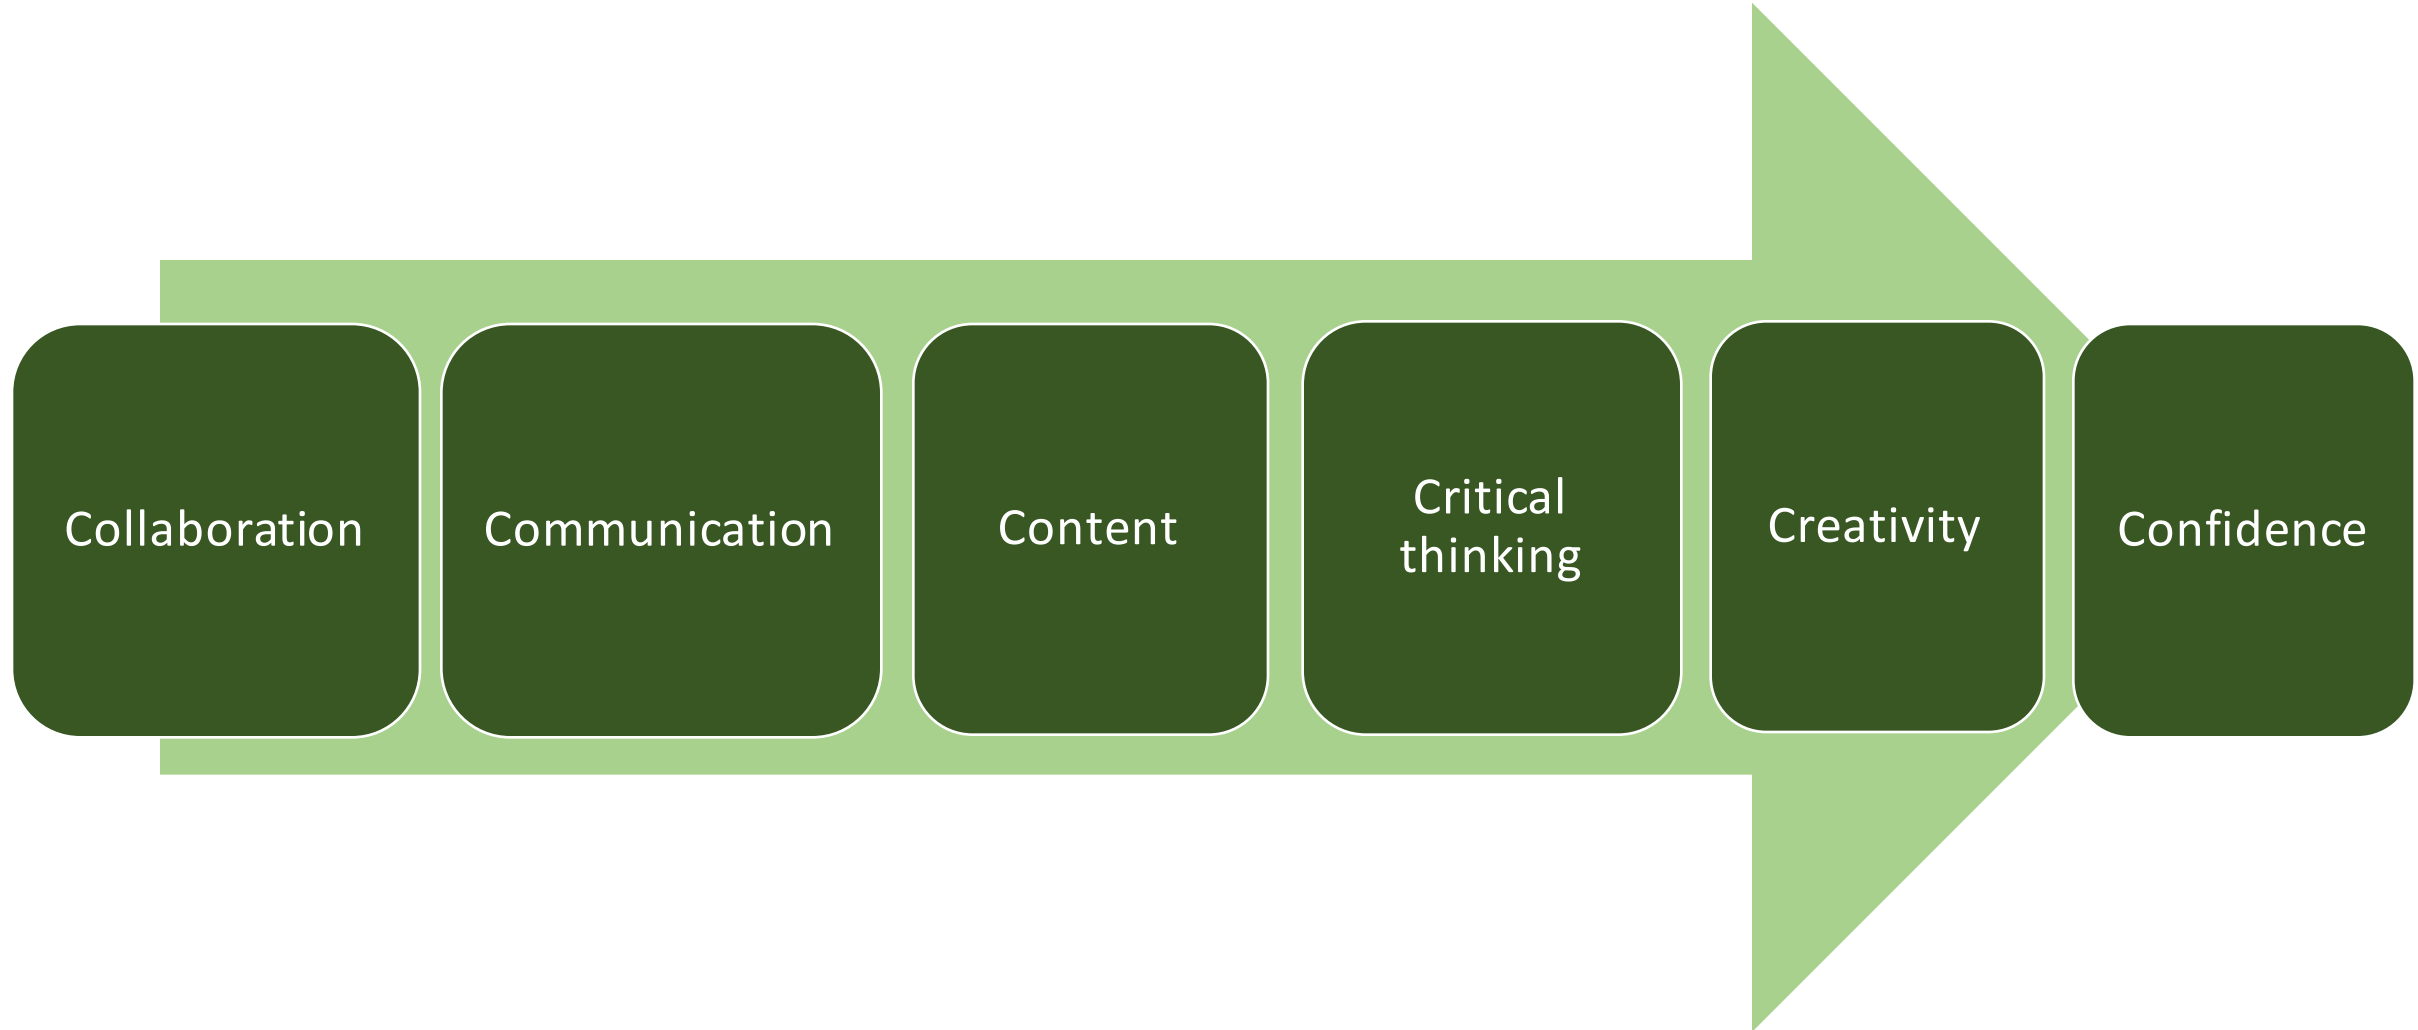 Collaboration
Communication
Content
Critical
thinking
Creativity
Confidence